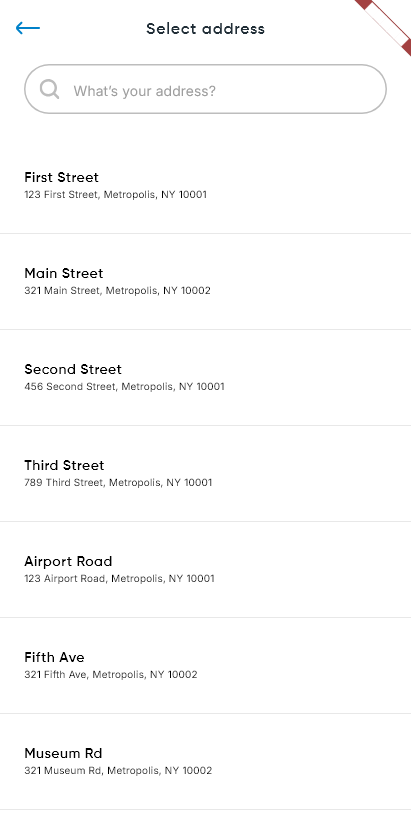 Select address
What's your address?
First Street
123 First Street, Metropolis, NY 10001
Main Street
321 Main Street, Metropolis, NY 10002
Second Street
456 Second Street, Metropolis, NY 10001
Third Street
789 Third Street, Metropolis, NY 10001
Airport Road
123 Airport Road, Metropolis, NY 10001
Fifth Ave
321 Fifth Ave, Metropolis, NY 10002
Museum Rd
321 Museum Rd, Metropolis, NY 10002